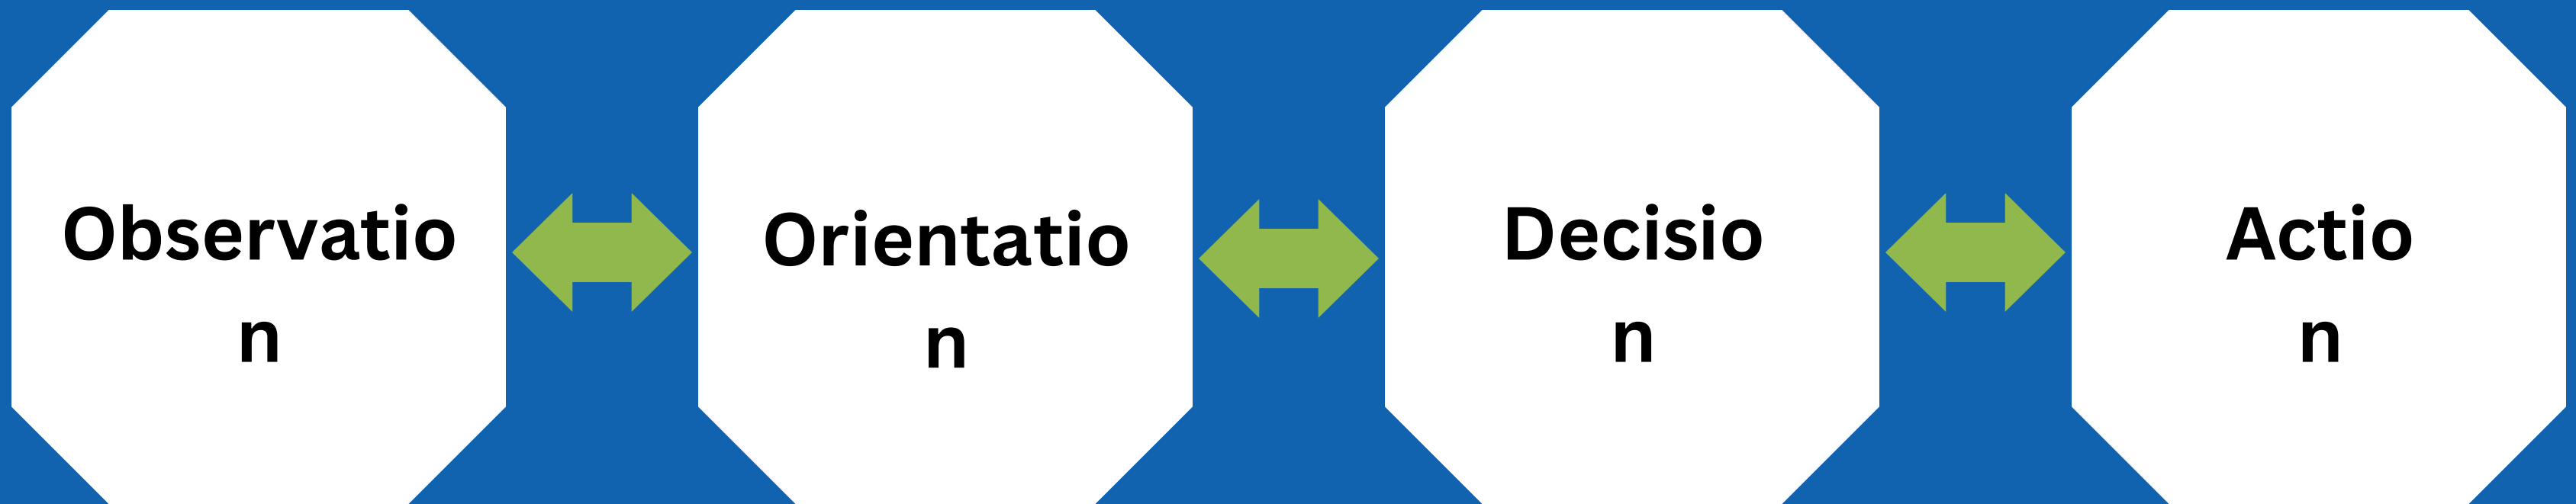 Observatio
n
Orientatio
n
Decisio
n
Actio
n